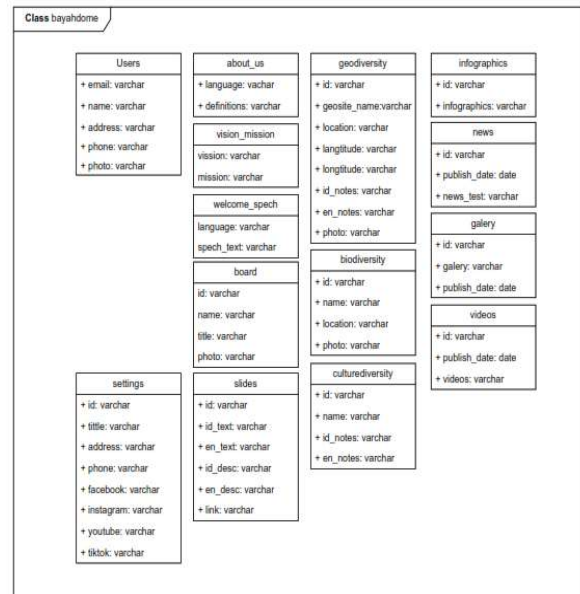 Class bayahdome
Users
+ email: varchar
+ name: varchar
+ address: varchar
+ phone: varchar
+ photo: varchar
about_us
+ language: vachar
+ definitions: varchar
vision_mission
vission: varchar
mission: varchar
welcome_spech
language: varchar
spech_text: varchar
board
id: varchar
name: varchar
title: varchar
photo: varchar
settings
+ id: varchar
+ tittle: varchar
+ address: varchar
+ phone: varchar
+ facebook: varchar
+ instagram: varchar
+ youtube: varchar
+ tiktok: varchar
slides
+ id: varchar
+ id_text: varchar
+ en_text: varchar
+ id_desc: varchar
+ en_desc: varchar
+ link: varchar
geodiversity
+ id: varchar
+ geosite_name:varchar
+ location: varchar
+ langtitude: varchar
+ longtitude: varchar
+ id_notes: varchar
+ en_notes: varchar
+ photo: varchar
biodiversity
+ id: varchar
+ name: varchar
+ location: varchar
+ photo: varchar
culturediversity
+ id: varchar
+ name: varchar
+ id_notes: varchar
+ en_notes: varchar
infographics
+ id: varchar
+ infographics: varchar
news
+ id: varchar
+ publish_date: date
+ news_test: varchar
galery
+ id: varchar
+ galery: varchar
+ publish_date: date
videos
+ id: varchar
+ publish_date: date
+ videos: varchar